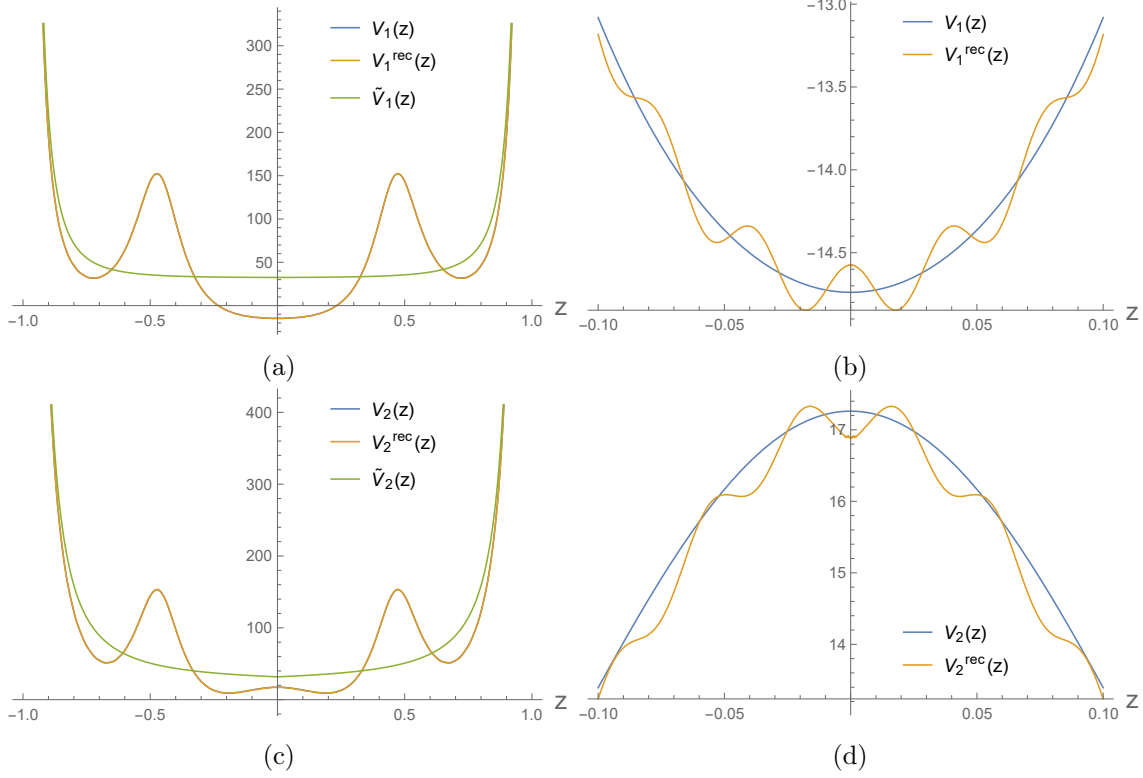 300
250
200
150
100
50
−1.0 −0.5 0.5 1.0
z
V₁(z)
V₁ʳᵉᶜ(z)
Ṽ₁(z)
(a)
−13.0
−13.5
−14.0
−14.5
−0.10 −0.05 0.05 0.10
z
V₁(z)
V₁ʳᵉᶜ(z)
(b)
400
300
200
100
−1.0 −0.5 0.5 1.0
z
V₂(z)
V₂ʳᵉᶜ(z)
Ṽ₂(z)
(c)
17
16
15
14
−0.10 −0.05 0.05 0.10
z
V₂(z)
V₂ʳᵉᶜ(z)
(d)